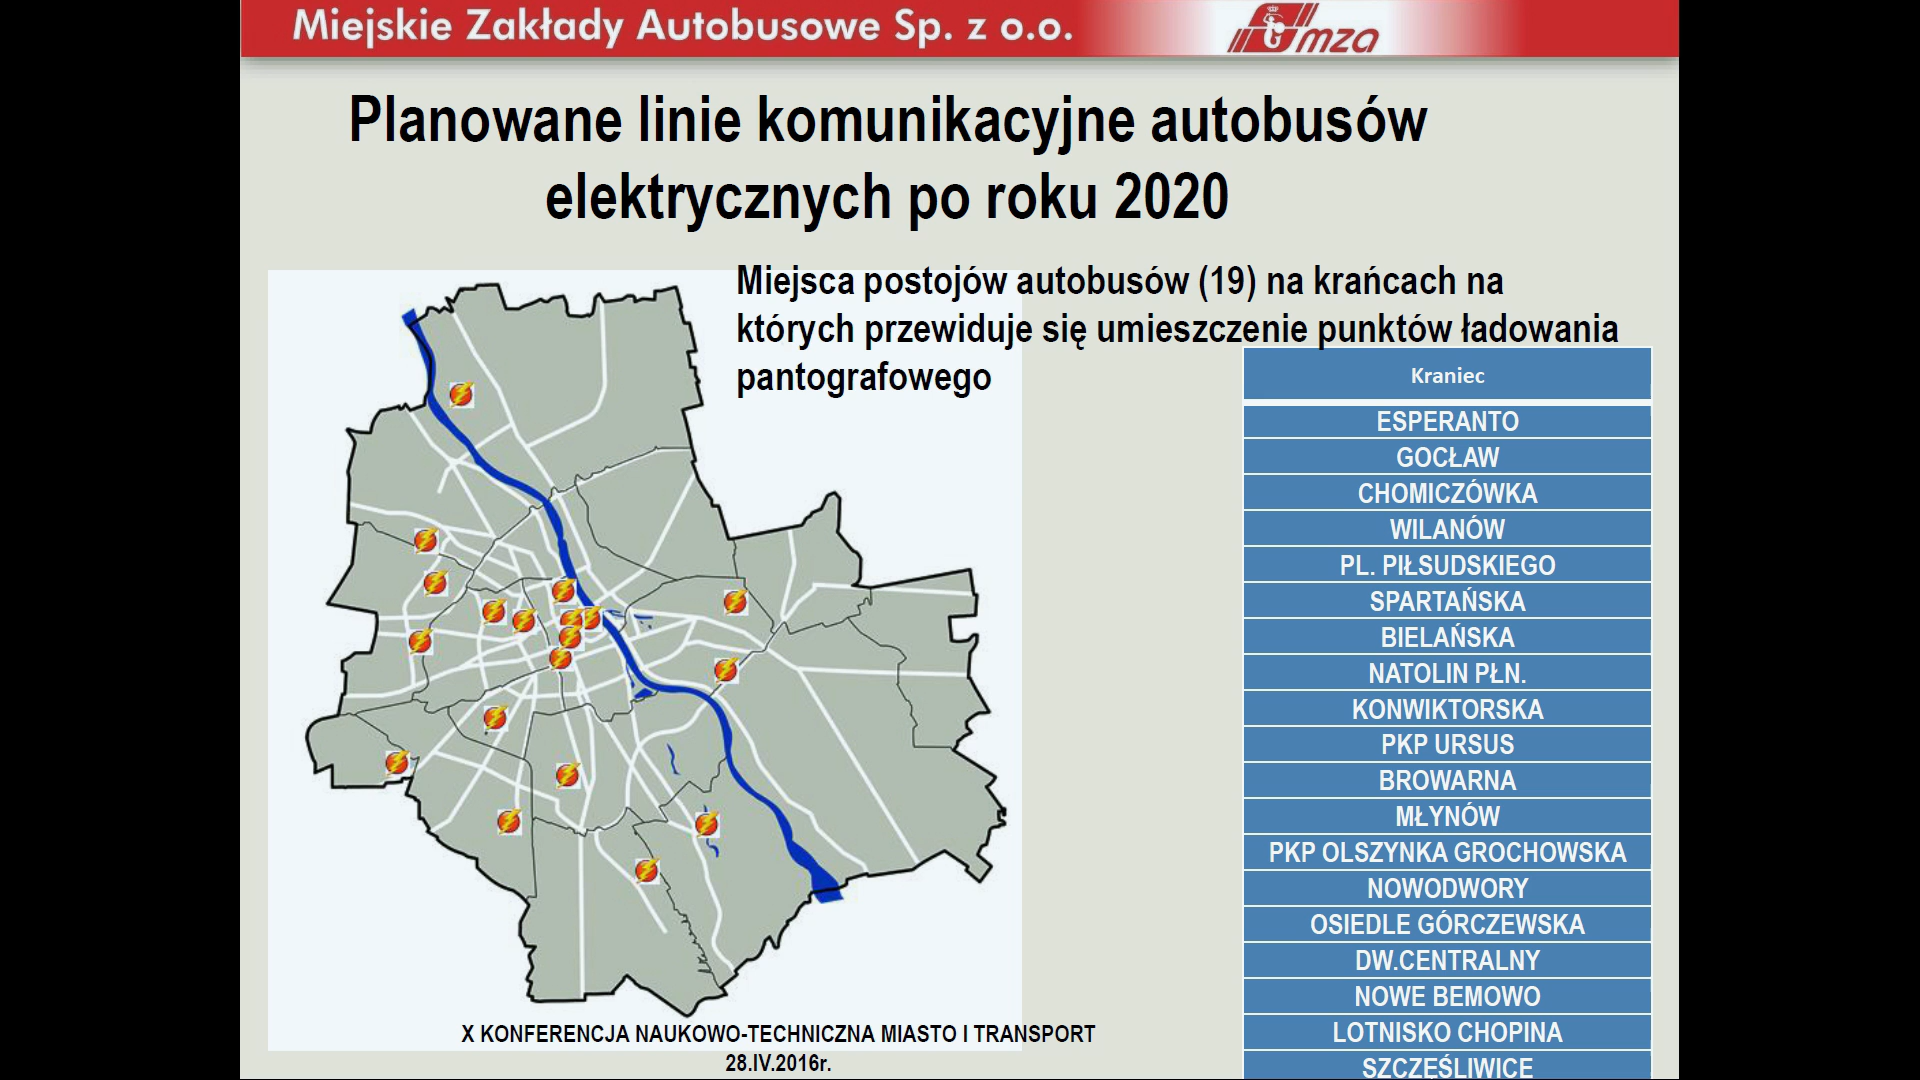 Miejskie Zakłady Autobusowe Sp. z o.o.
mza
Planowane linie komunikacyjne autobusów
elektrycznych po roku 2020
Miejsca postojów autobusów (19) na krańcach na
których przewiduje się umieszczenie punktów ładowania
pantografowego
Kraniec
ESPERANTO
GOCŁAW
CHOMICZÓWKA
WILANÓW
PL. PIŁSUDSKIEGO
SPARTAŃSKA
BIELAŃSKA
NATOLIN PŁN.
KONWIKTORSKA
PKP URSUS
BROWARNA
MŁYNÓW
PKP OLSZYNKA GROCHOWSKA
NOWODWORY
OSIEDLE GÓRCZEWSKA
DW.CENTRALNY
NOWE BEMOWO
LOTNISKO CHOPINA
SZCZĘŚLIWICE
X KONFERENCJA NAUKOWO-TECHNICZNA MIASTO I TRANSPORT
28.IV.2016r.